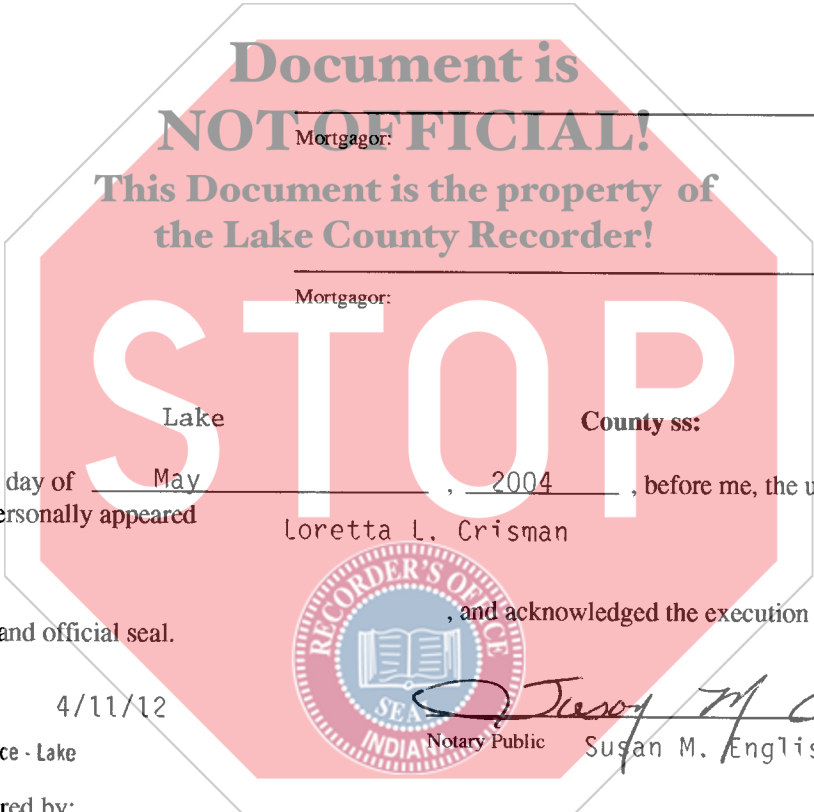 Document is
NOT OFFICIAL!
Mortgagor:
This Document is the property of
the Lake County Recorder!
Mortgagor:
STOP
Lake County ss:
day of May , 2004 , before me, the u
ersonally appeared
Loretta L. Crisman
RECORDER'S OFFICE
, and acknowledged the execution
and official seal.
4/11/12
SEAL
INDIANA
ce - Lake
Notary Public Susan M. Englis
red by: